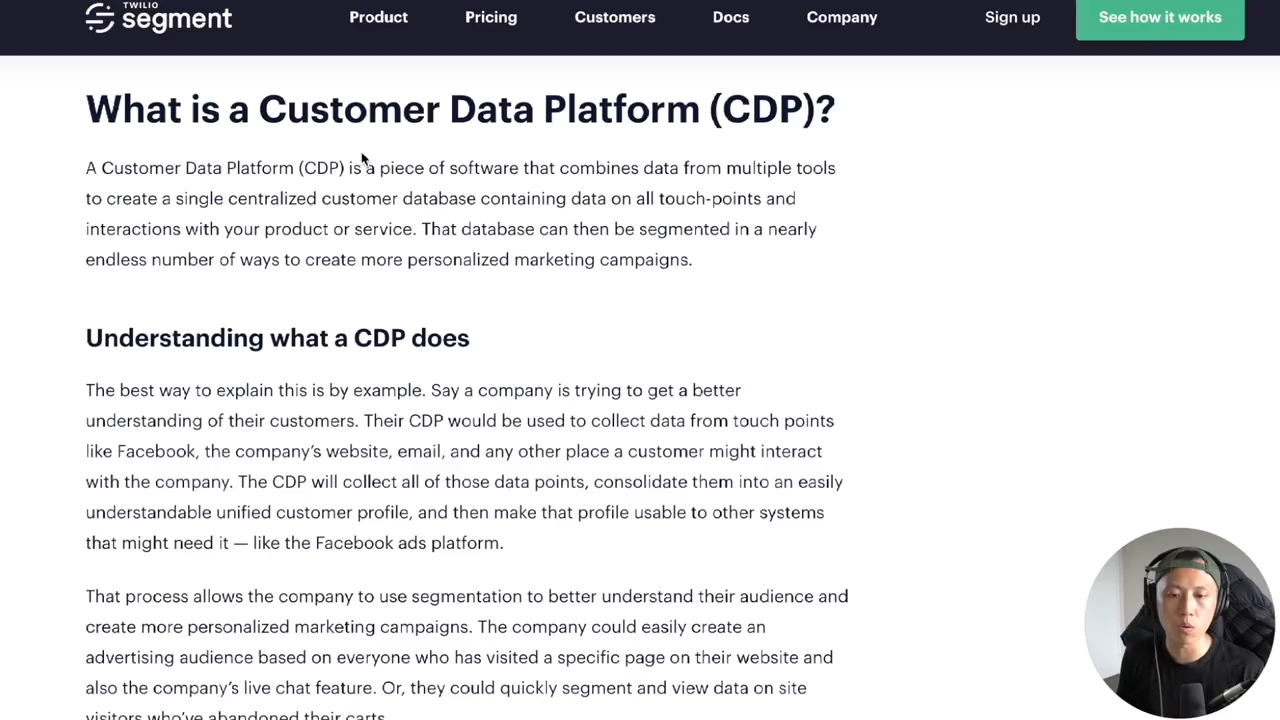 TWILIO
segment
Product Pricing Customers Docs Company Sign up See how it works
What is a Customer Data Platform (CDP)?
A Customer Data Platform (CDP) is a piece of software that combines data from multiple tools
to create a single centralized customer database containing data on all touch-points and
interactions with your product or service. That database can then be segmented in a nearly
endless number of ways to create more personalized marketing campaigns.
Understanding what a CDP does
The best way to explain this is by example. Say a company is trying to get a better
understanding of their customers. Their CDP would be used to collect data from touch points
like Facebook, the company’s website, email, and any other place a customer might interact
with the company. The CDP will collect all of those data points, consolidate them into an easily
understandable unified customer profile, and then make that profile usable to other systems
that might need it — like the Facebook ads platform.
That process allows the company to use segmentation to better understand their audience and
create more personalized marketing campaigns. The company could easily create an
advertising audience based on everyone who has visited a specific page on their website and
also the company’s live chat feature. Or, they could quickly segment and view data on site
visitors who’ve abandoned their carts.